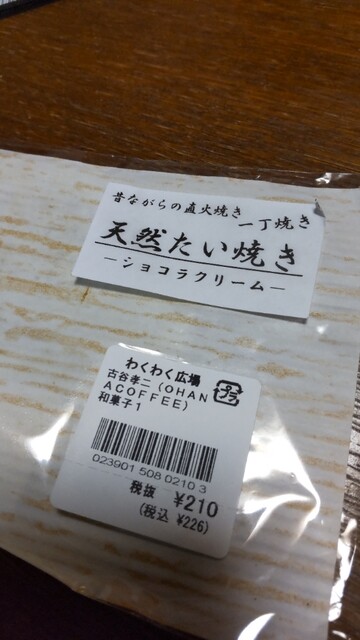 昔ながらの直火焼き 一丁焼き
天然たい焼き
―ショコラクリーム―
わくわく広場
古谷孝二(OHAN
ACOFFEE)
和菓子1
プラ
023901 508 0210 3
税抜 ¥210
(税込 ¥226)